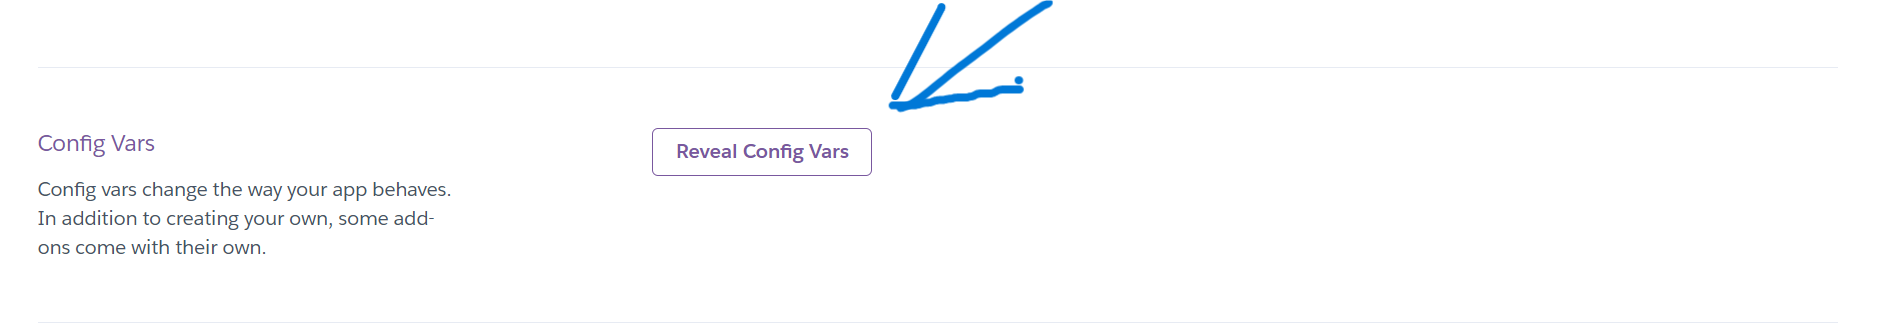 Config Vars
Reveal Config Vars
Config vars change the way your app behaves.
In addition to creating your own, some add-
ons come with their own.